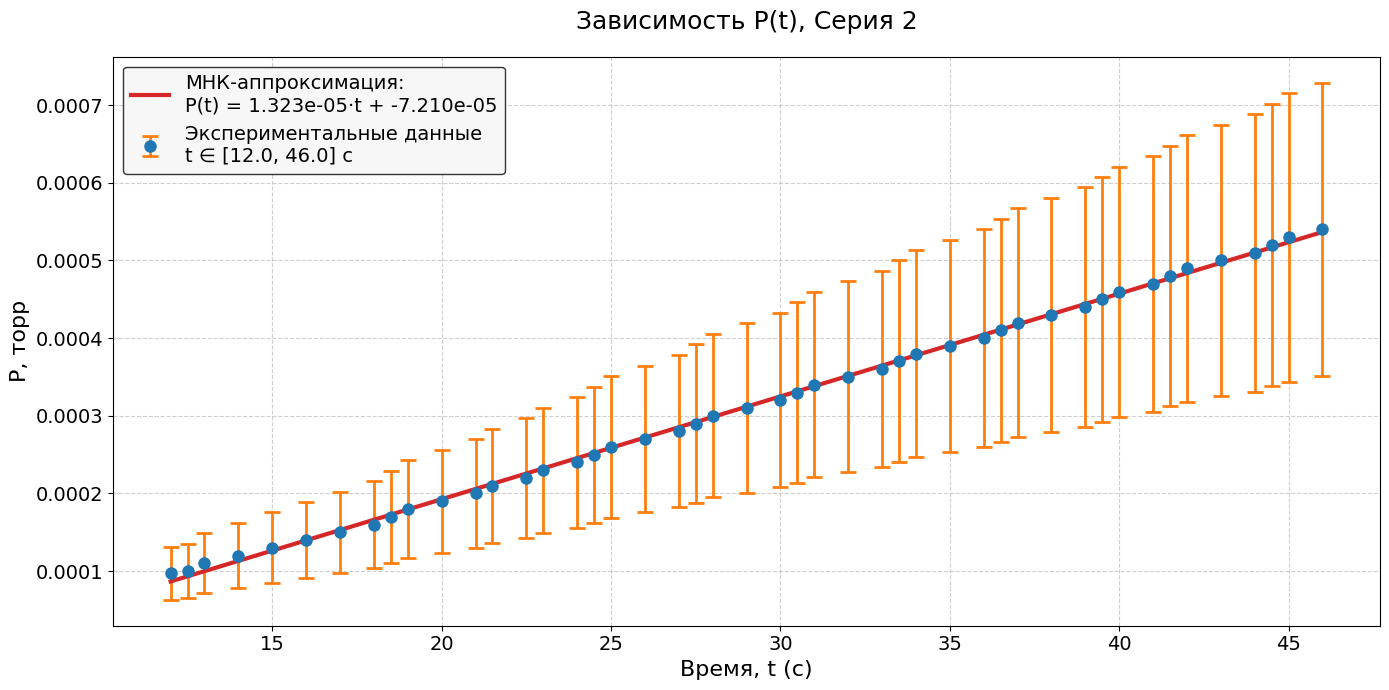 Зависимость P(t), Серия 2
МНК-аппроксимация:
P(t) = 1.323e-05·t + -7.210e-05
Экспериментальные данные
t ∈ [12.0, 46.0] с
P, торр
0.0007
0.0006
0.0005
0.0004
0.0003
0.0002
0.0001
15 20 25 30 35 40 45
Время, t (с)